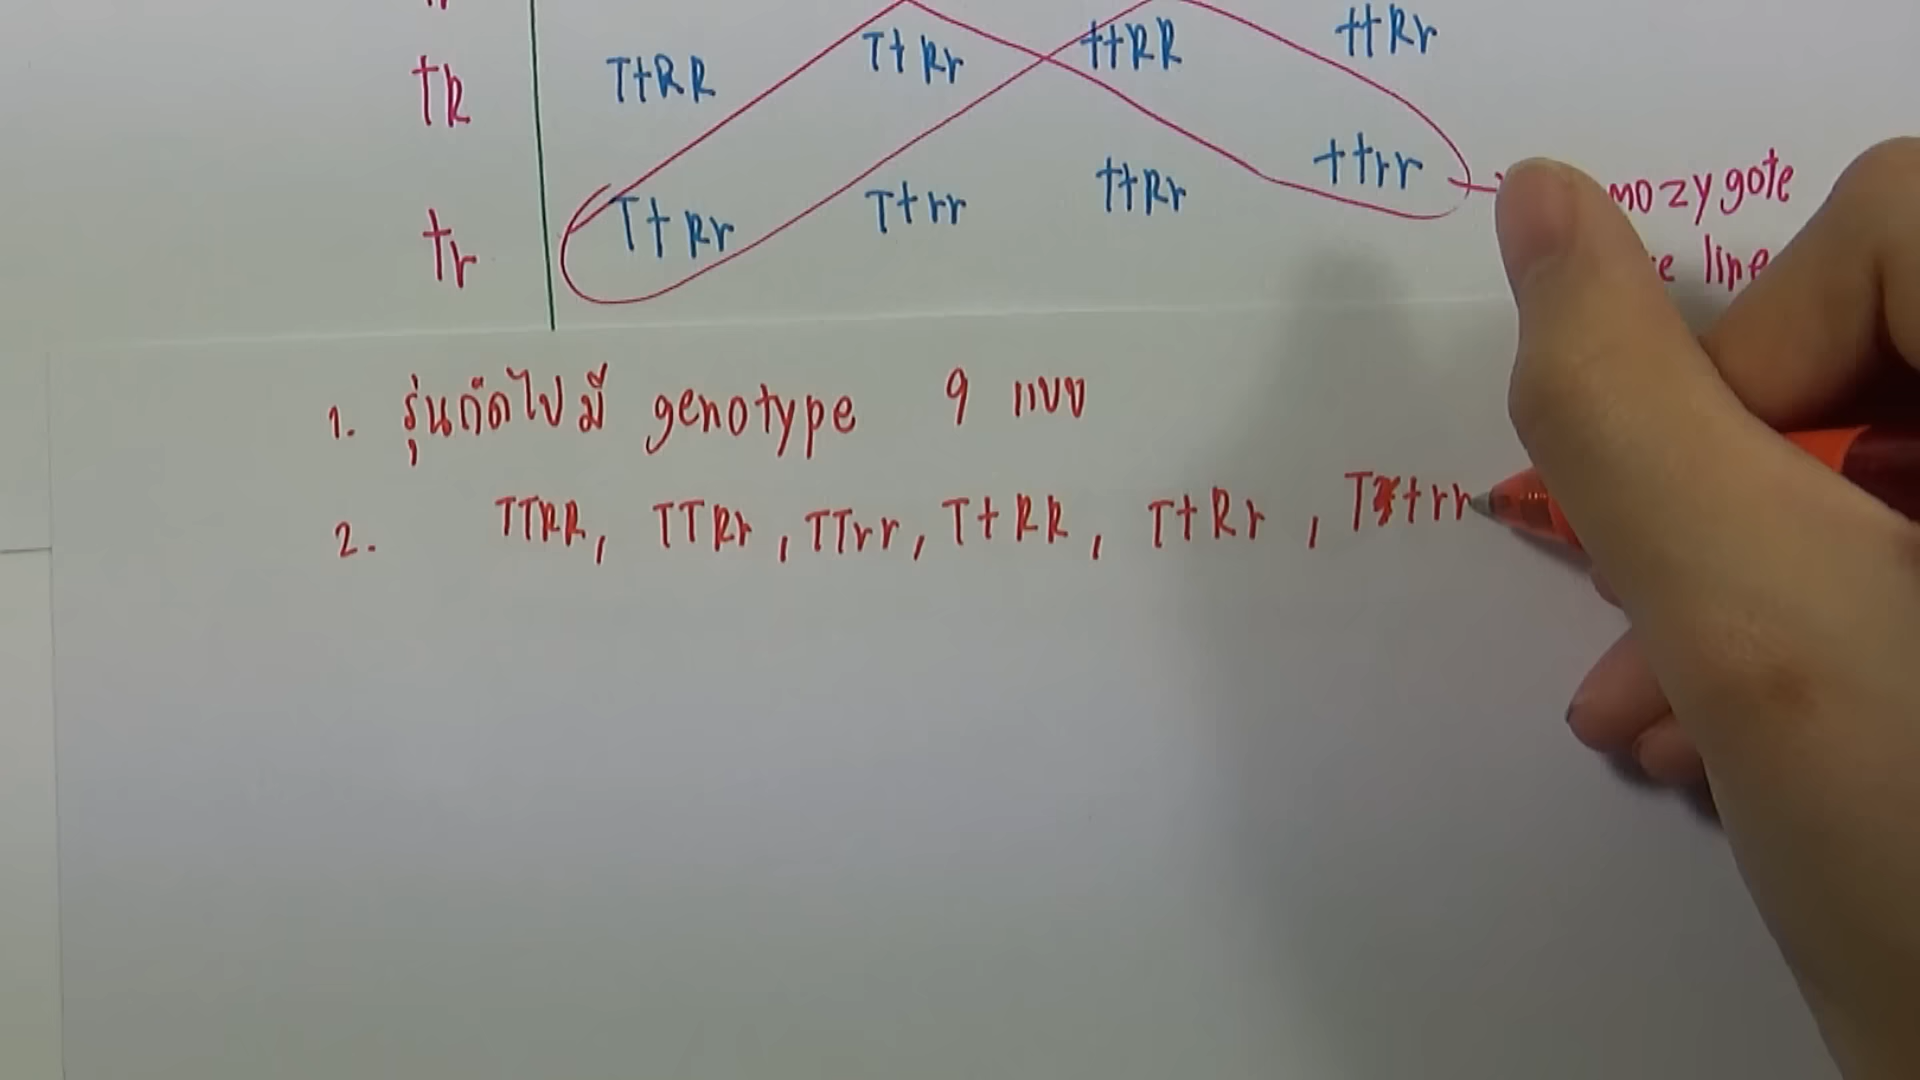 tR TtRR TtRr ttRR ttRr
tr TtRr Ttrr ttRr ttrr mozygote
e line
1. รุ่นถัดไปมี genotype 9 แบบ
2. TTRR, TTRr, TTrr, TtRR, TtRr, Ttrr